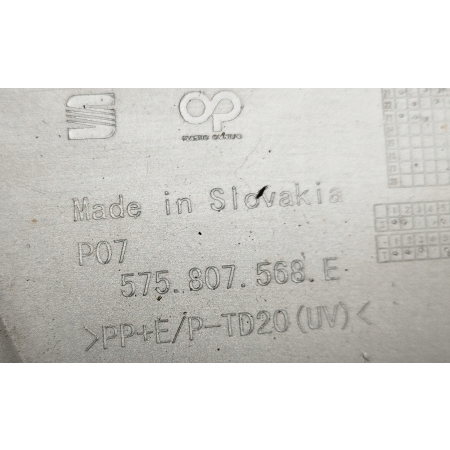 Made in Slovakia
P07
575.807.568.E
>PP+E/P-TD20(UV)<